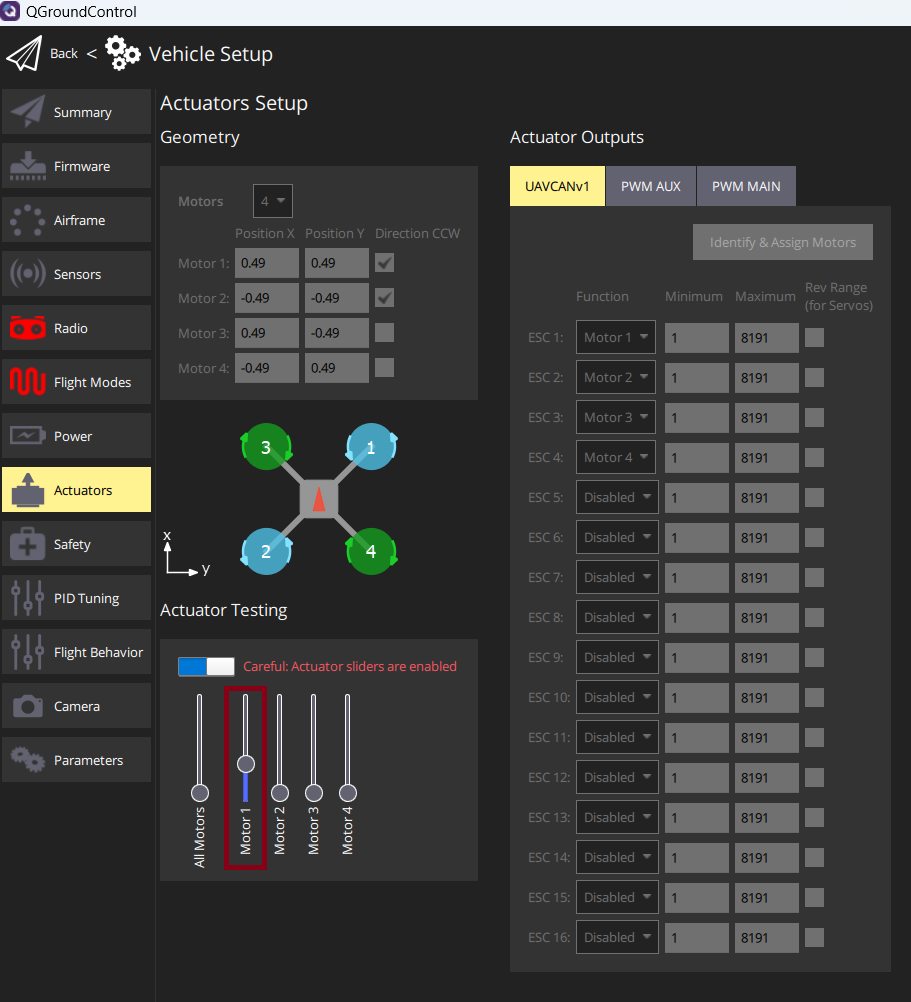 QGroundControl
Back < Vehicle Setup
Summary
Firmware
Airframe
Sensors
Radio
Flight Modes
Power
Actuators
Safety
PID Tuning
Flight Behavior
Camera
Parameters
Actuators Setup
Geometry
Motors 4
Position X Position Y Direction CCW
Motor 1: 0.49 0.49
Motor 2: -0.49 -0.49
Motor 3: 0.49 -0.49
Motor 4: -0.49 0.49
3 1
2 4
x
y
Actuator Testing
Careful: Actuator sliders are enabled
All Motors
Motor 1
Motor 2
Motor 3
Motor 4
Actuator Outputs
UAVCANv1 PWM AUX PWM MAIN
Identify & Assign Motors
Function Minimum Maximum Rev Range
(for Servos)
ESC 1: Motor 1 1 8191
ESC 2: Motor 2 1 8191
ESC 3: Motor 3 1 8191
ESC 4: Motor 4 1 8191
ESC 5: Disabled 1 8191
ESC 6: Disabled 1 8191
ESC 7: Disabled 1 8191
ESC 8: Disabled 1 8191
ESC 9: Disabled 1 8191
ESC 10: Disabled 1 8191
ESC 11: Disabled 1 8191
ESC 12: Disabled 1 8191
ESC 13: Disabled 1 8191
ESC 14: Disabled 1 8191
ESC 15: Disabled 1 8191
ESC 16: Disabled 1 8191